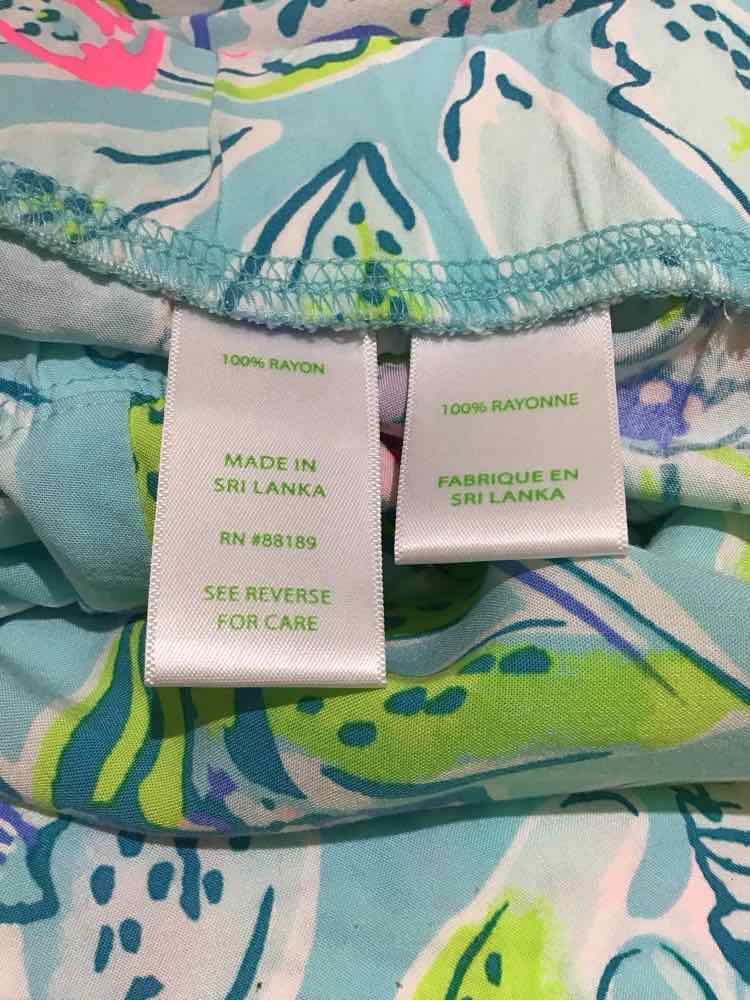 100% RAYON
MADE IN
SRI LANKA
RN #88189
SEE REVERSE
FOR CARE
100% RAYONNE
FABRIQUE EN
SRI LANKA